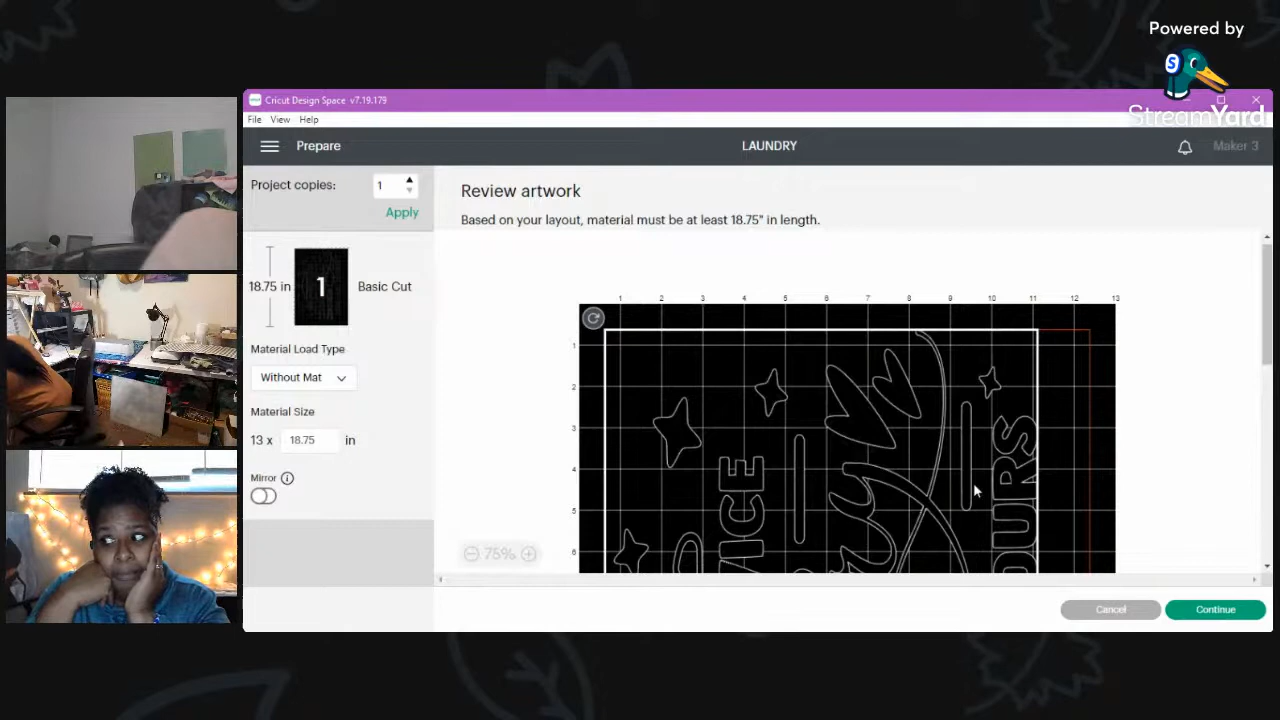 Powered by
S
StreamYard
Cricut Design Space v7.19.179
File View Help
Prepare
LAUNDRY
Maker 3
Project copies:
1
Apply
Review artwork
Based on your layout, material must be at least 18.75" in length.
18.75 in
1
Basic Cut
Material Load Type
Without Mat
Material Size
13 x 18.75 in
Mirror
75%
1 2 3 4 5 6 7 8 9 10 11 12 13
1
2
3
4
5
6
Cancel
Continue